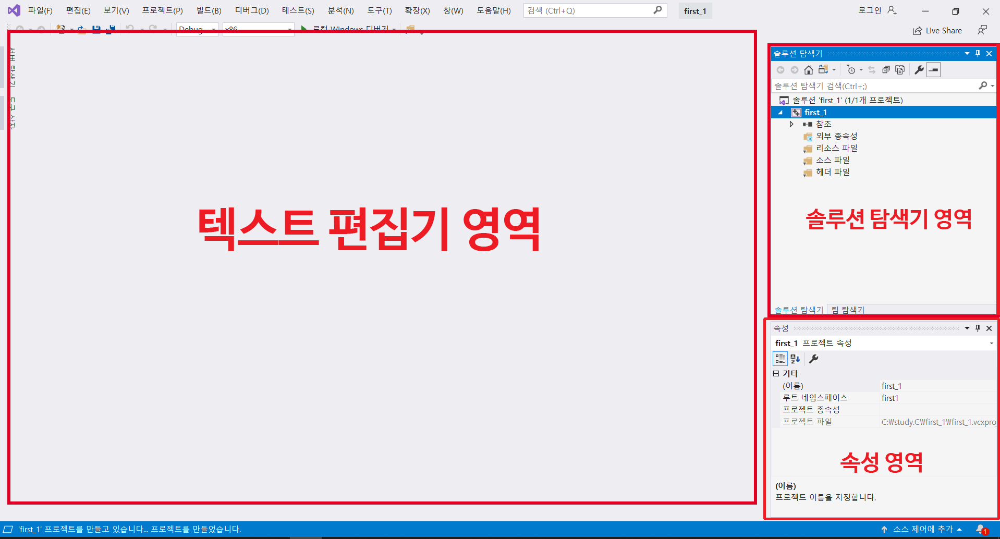 파일(F) 편집(E) 보기(V) 프로젝트(P) 빌드(B) 디버그(D) 테스트(S) 분석(N) 도구(T) 확장(X) 창(W) 도움말(H) 검색 (Ctrl+Q) first_1 로그인
Debug x86 로컬 Windows 디버거
Live Share
서버 탐색기
도구 상자
텍스트 편집기 영역
솔루션 탐색기
솔루션 탐색기 검색(Ctrl+;)
솔루션 'first_1' (1/1개 프로젝트)
first_1
참조
외부 종속성
리소스 파일
소스 파일
헤더 파일
솔루션 탐색기 영역
솔루션 탐색기 팀 탐색기
속성
first_1 프로젝트 속성
기타
(이름) first_1
루트 네임스페이스 first1
프로젝트 종속성
프로젝트 파일 C:₩study.C₩first_1₩first_1.vcxproj
속성 영역
(이름)
프로젝트 이름을 지정합니다.
'first_1' 프로젝트를 만들고 있습니다... 프로젝트를 만들었습니다.
소스 제어에 추가 1